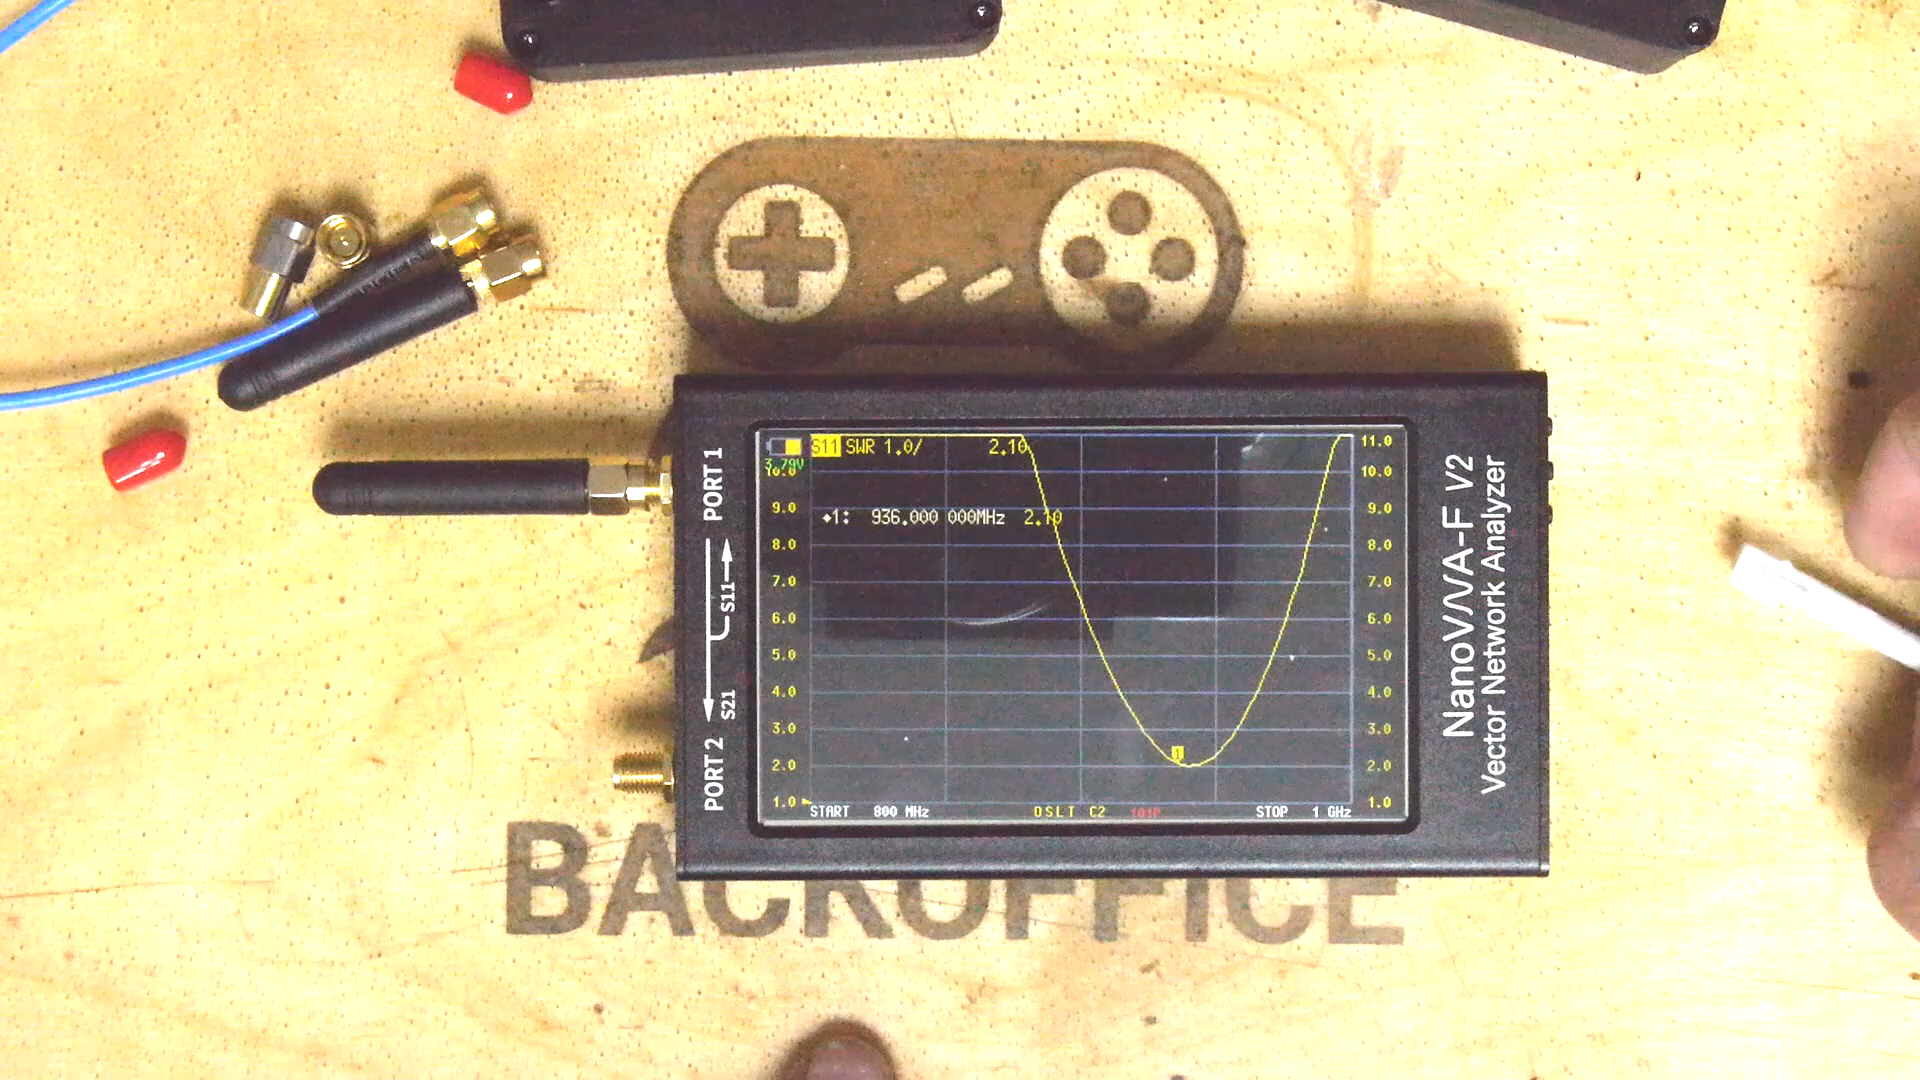 S11 SWR 1.0/ 2.10
3.79V
11.0
10.0 10.0
9.0 9.0
◆1: 936.000 000MHz 2.10
8.0 8.0
7.0 7.0
6.0 6.0
5.0 5.0
4.0 4.0
3.0 3.0
1
2.0 2.0
1.0 1.0
START 800 MHz OSLT C2 101P STOP 1 GHz
PORT 1
S11
S21
PORT 2
NanoVNA-F V2
Vector Network Analyzer
BACKOFFICE